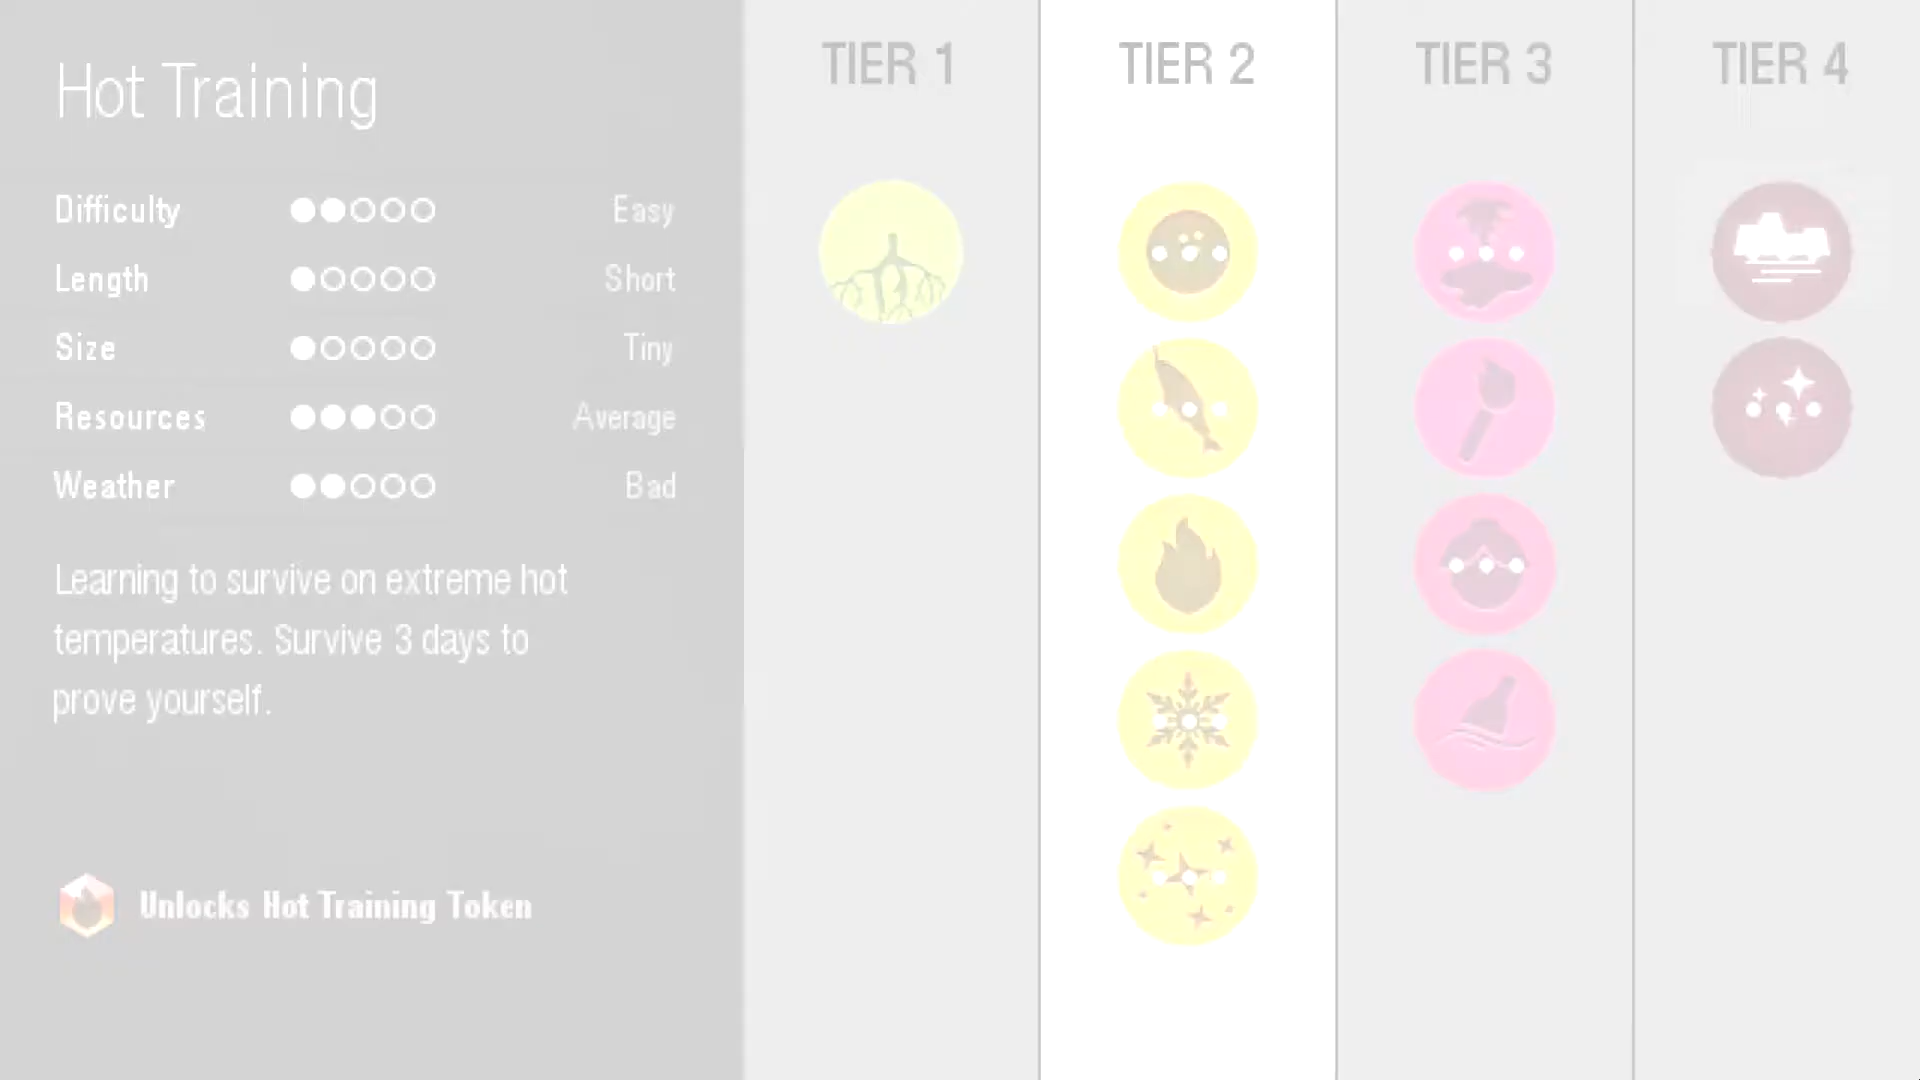 Hot Training
Difficulty Easy
Length Short
Size Tiny
Resources Average
Weather Bad
Learning to survive on extreme hot
temperatures. Survive 3 days to
prove yourself.
Unlocks Hot Training Token
TIER 1
TIER 2
TIER 3
TIER 4